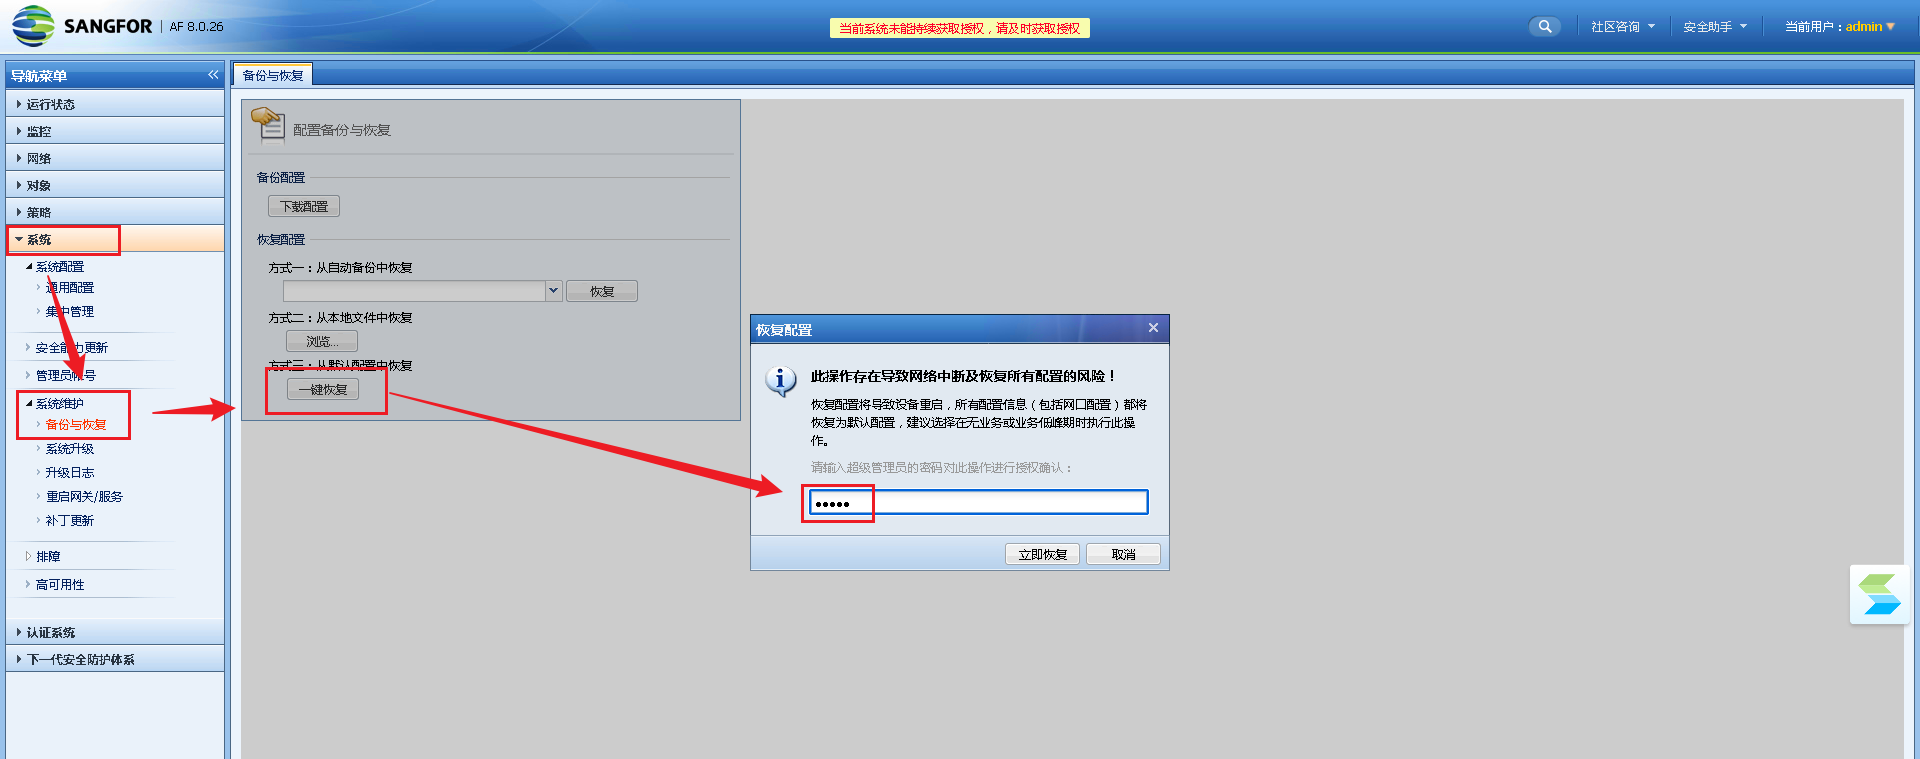 SANGFOR | AF 8.0.26
当前系统未能持续获取授权，请及时获取授权
社区咨询
安全助手
当前用户：admin
导航菜单
运行状态
监控
网络
对象
策略
系统
系统配置
通用配置
集中管理
安全能力更新
管理员帐号
系统维护
备份与恢复
系统升级
升级日志
重启网关/服务
补丁更新
排障
高可用性
认证系统
下一代安全防护体系
备份与恢复
配置备份与恢复
备份配置
下载配置
恢复配置
方式一：从自动备份中恢复
恢复
方式二：从本地文件中恢复
浏览...
方式三：从默认配置中恢复
一键恢复
恢复配置
此操作存在导致网络中断及恢复所有配置的风险！
恢复配置将导致设备重启，所有配置信息（包括网口配置）都将
恢复为默认配置，建议选择在无业务或业务低峰期时执行此操
作。
请输入超级管理员的密码对此操作进行授权确认：
●●●●●
立即恢复
取消